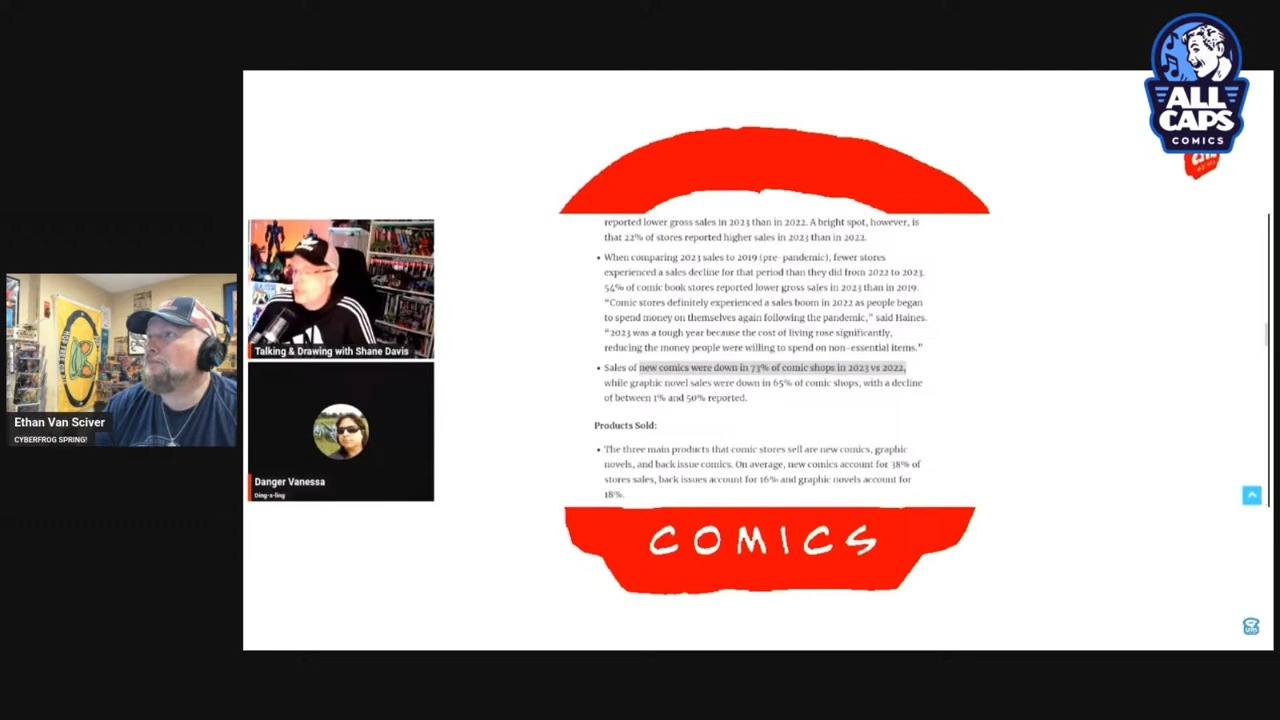 ALL
CAPS
COMICS
reported lower gross sales in 2023 than in 2022. A bright spot, however, is
that 22% of stores reported higher sales in 2023 than in 2022.
• When comparing 2023 sales to 2019 (pre-pandemic), fewer stores
experienced a sales decline for that period than they did from 2022 to 2023.
54% of comic book stores reported lower gross sales in 2023 than in 2019.
“Comic stores definitely experienced a sales boom in 2022 as people began
to spend money on themselves again following the pandemic,” said Haines.
“2023 was a tough year because the cost of living rose significantly,
reducing the money people were willing to spend on non-essential items.”
• Sales of new comics were down in 73% of comic shops in 2023 vs 2022,
while graphic novel sales were down in 65% of comic shops, with a decline
of between 1% and 50% reported.
Products Sold:
• The three main products that comic stores sell are new comics, graphic
novels, and back issue comics. On average, new comics account for 38% of
stores sales, back issues account for 16% and graphic novels account for
18%.
COMICS
Talking & Drawing with Shane Davis
Danger Vanessa
Ding-a-ling
Ethan Van Sciver
CYBERFROG SPRING!